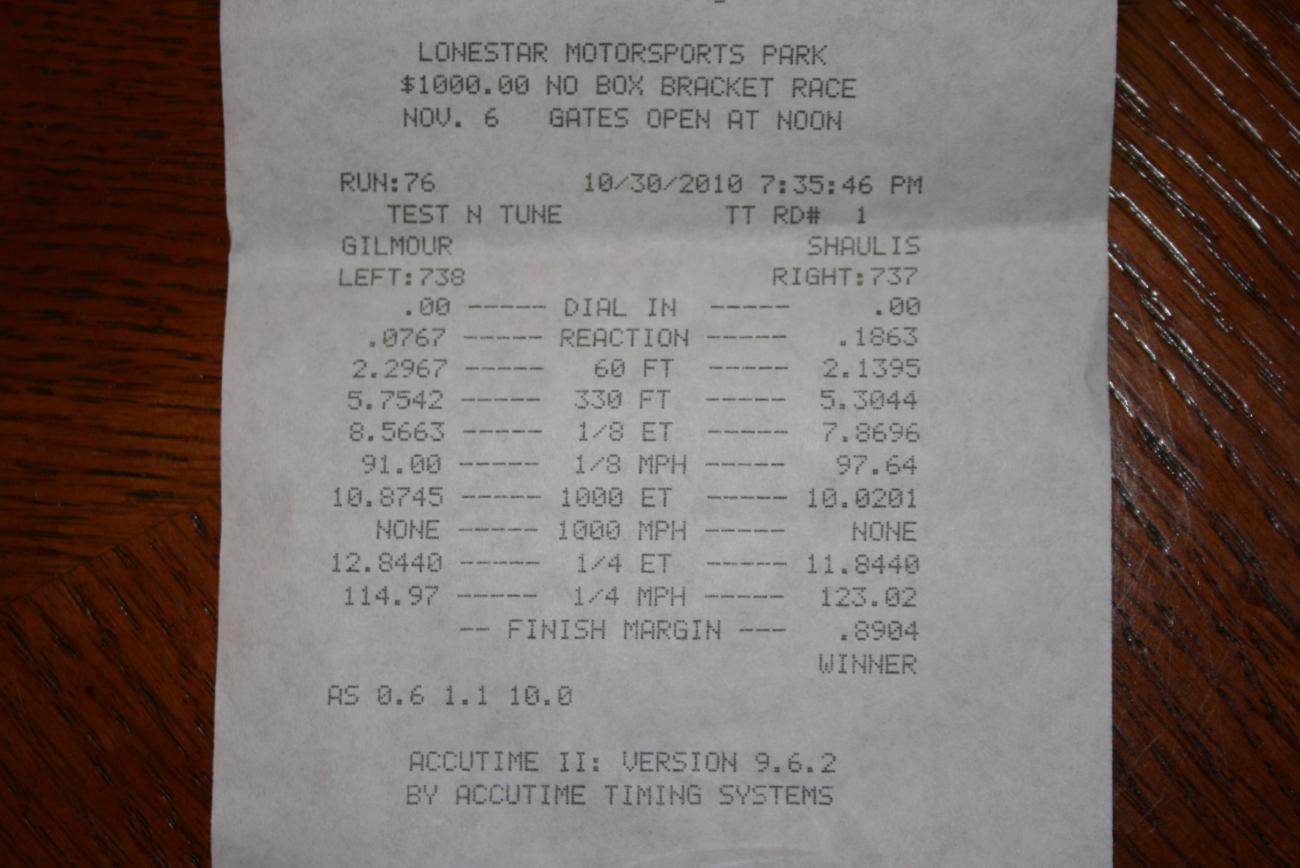 LONESTAR MOTORSPORTS PARK
$1000.00 NO BOX BRACKET RACE
NOV. 6 GATES OPEN AT NOON
RUN:76 10/30/2010 7:35:46 PM
TEST N TUNE TT RD# 1
GILMOUR SHAULIS
LEFT:738 RIGHT:737
.00 ----- DIAL IN ----- .00
.0767 ----- REACTION ----- .1863
2.2967 ----- 60 FT ----- 2.1395
5.7542 ----- 330 FT ----- 5.3044
8.5663 ----- 1/8 ET ----- 7.8696
91.00 ----- 1/8 MPH ----- 97.64
10.8745 ----- 1000 ET ----- 10.0201
NONE ----- 1000 MPH ----- NONE
12.8440 ----- 1/4 ET ----- 11.8440
114.97 ----- 1/4 MPH ----- 123.02
-- FINISH MARGIN --- .8904
WINNER
AS 0.6 1.1 10.0
ACCUTIME II: VERSION 9.6.2
BY ACCUTIME TIMING SYSTEMS